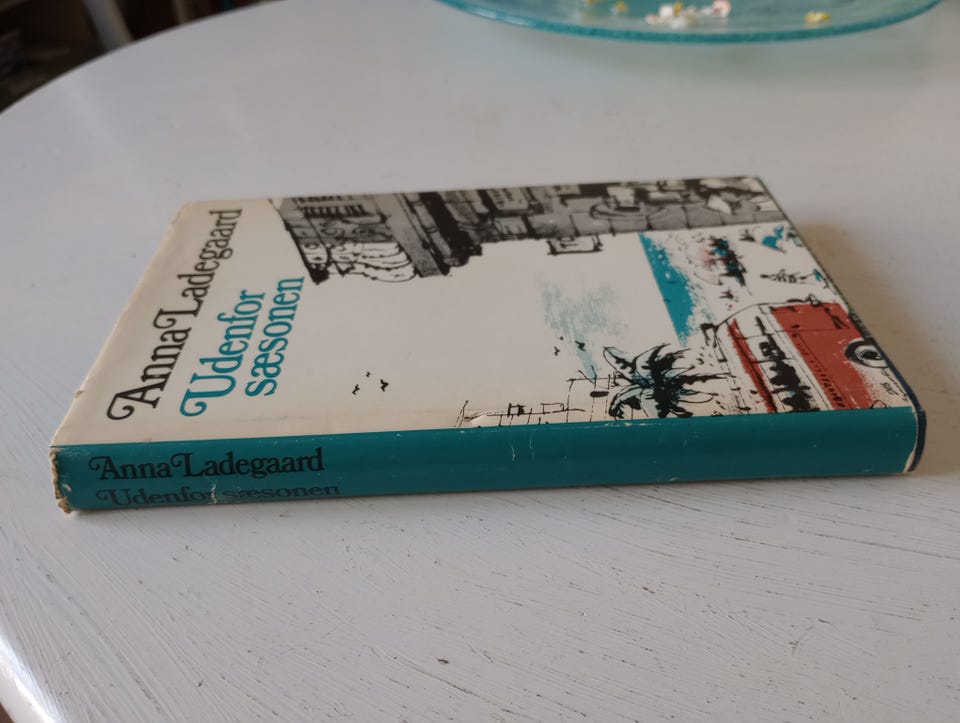 Anna Ladegaard
Udenfor
sæsonen
Anna Ladegaard
Udenfor sæsonen